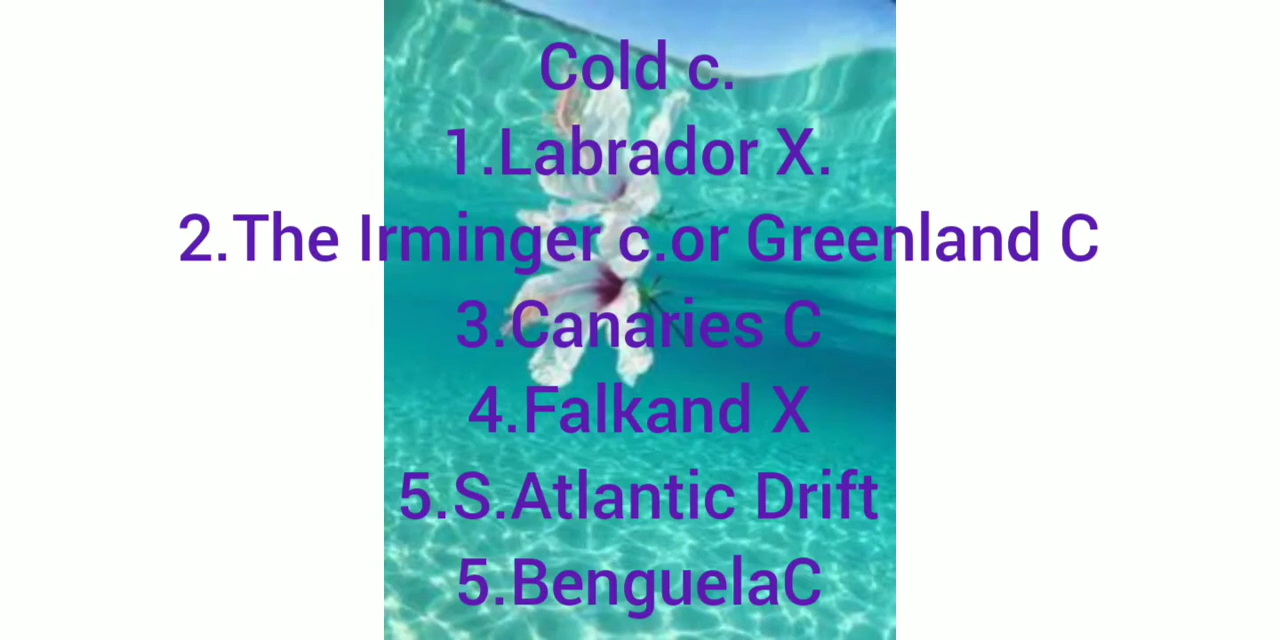 Cold c.
1.Labrador X.
2.The Irminger c.or Greenland C
3.Canaries C
4.Falkand X
5.S.Atlantic Drift
5.BenguelaC